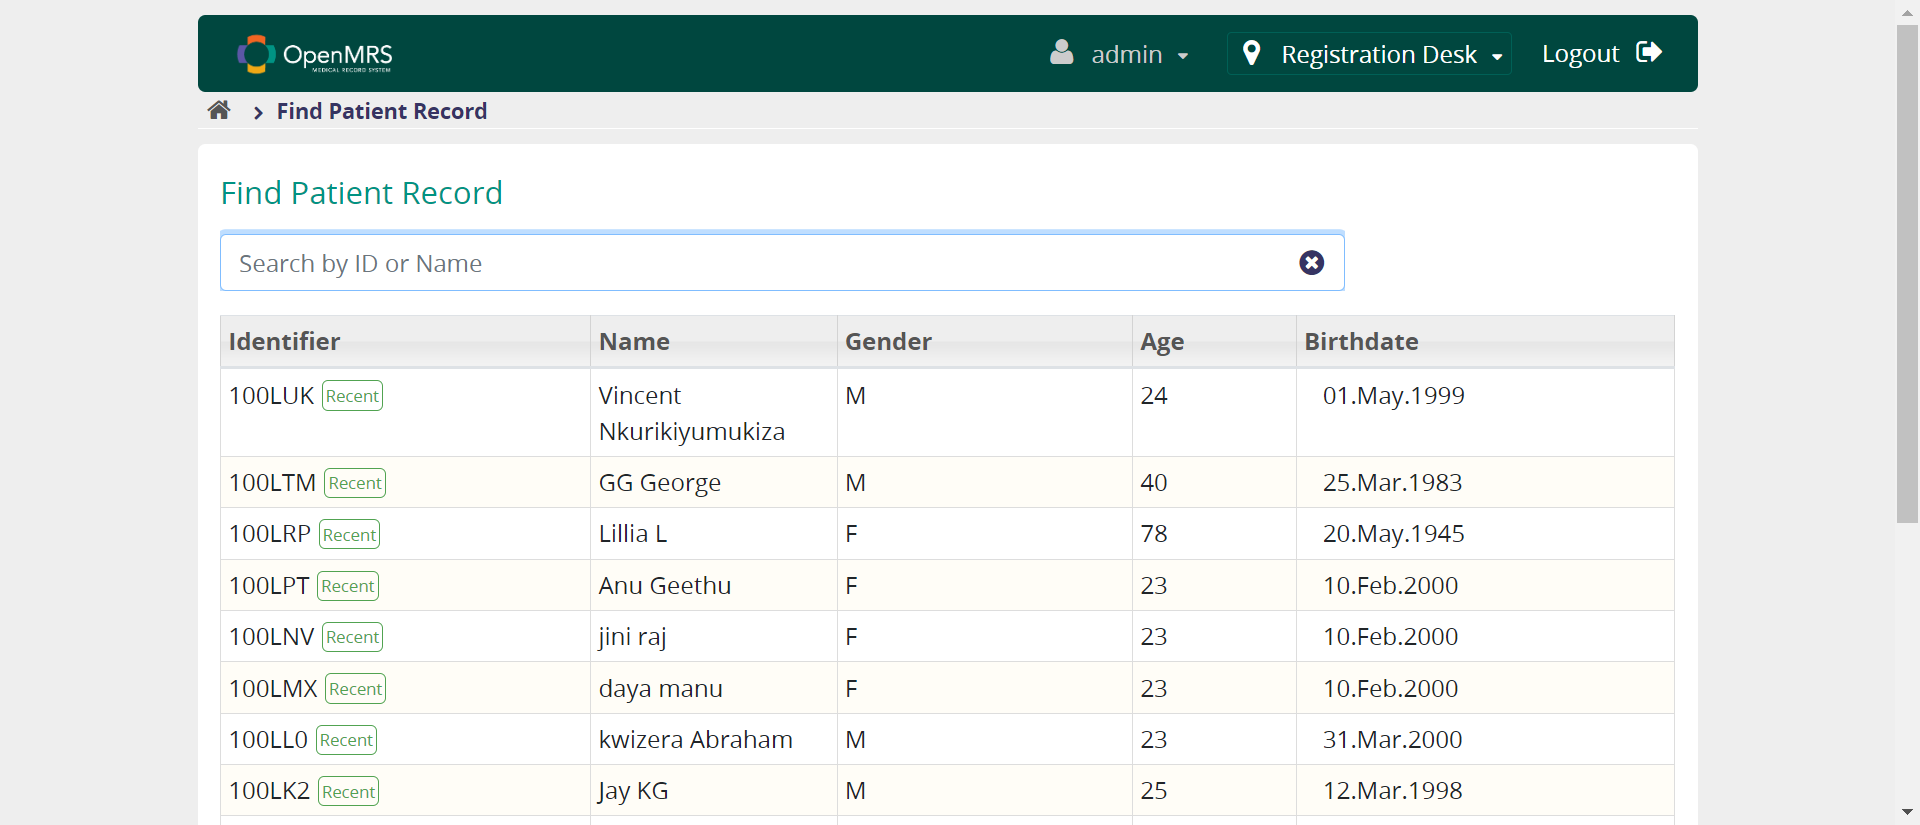 OpenMRS
MEDICAL RECORD SYSTEM
admin
Registration Desk
Logout
Find Patient Record
Find Patient Record
Search by ID or Name
Identifier Name Gender Age Birthdate
100LUK Recent Vincent Nkurikiyumukiza M 24 01.May.1999
100LTM Recent GG George M 40 25.Mar.1983
100LRP Recent Lillia L F 78 20.May.1945
100LPT Recent Anu Geethu F 23 10.Feb.2000
100LNV Recent jini raj F 23 10.Feb.2000
100LMX Recent daya manu F 23 10.Feb.2000
100LL0 Recent kwizera Abraham M 23 31.Mar.2000
100LK2 Recent Jay KG M 25 12.Mar.1998